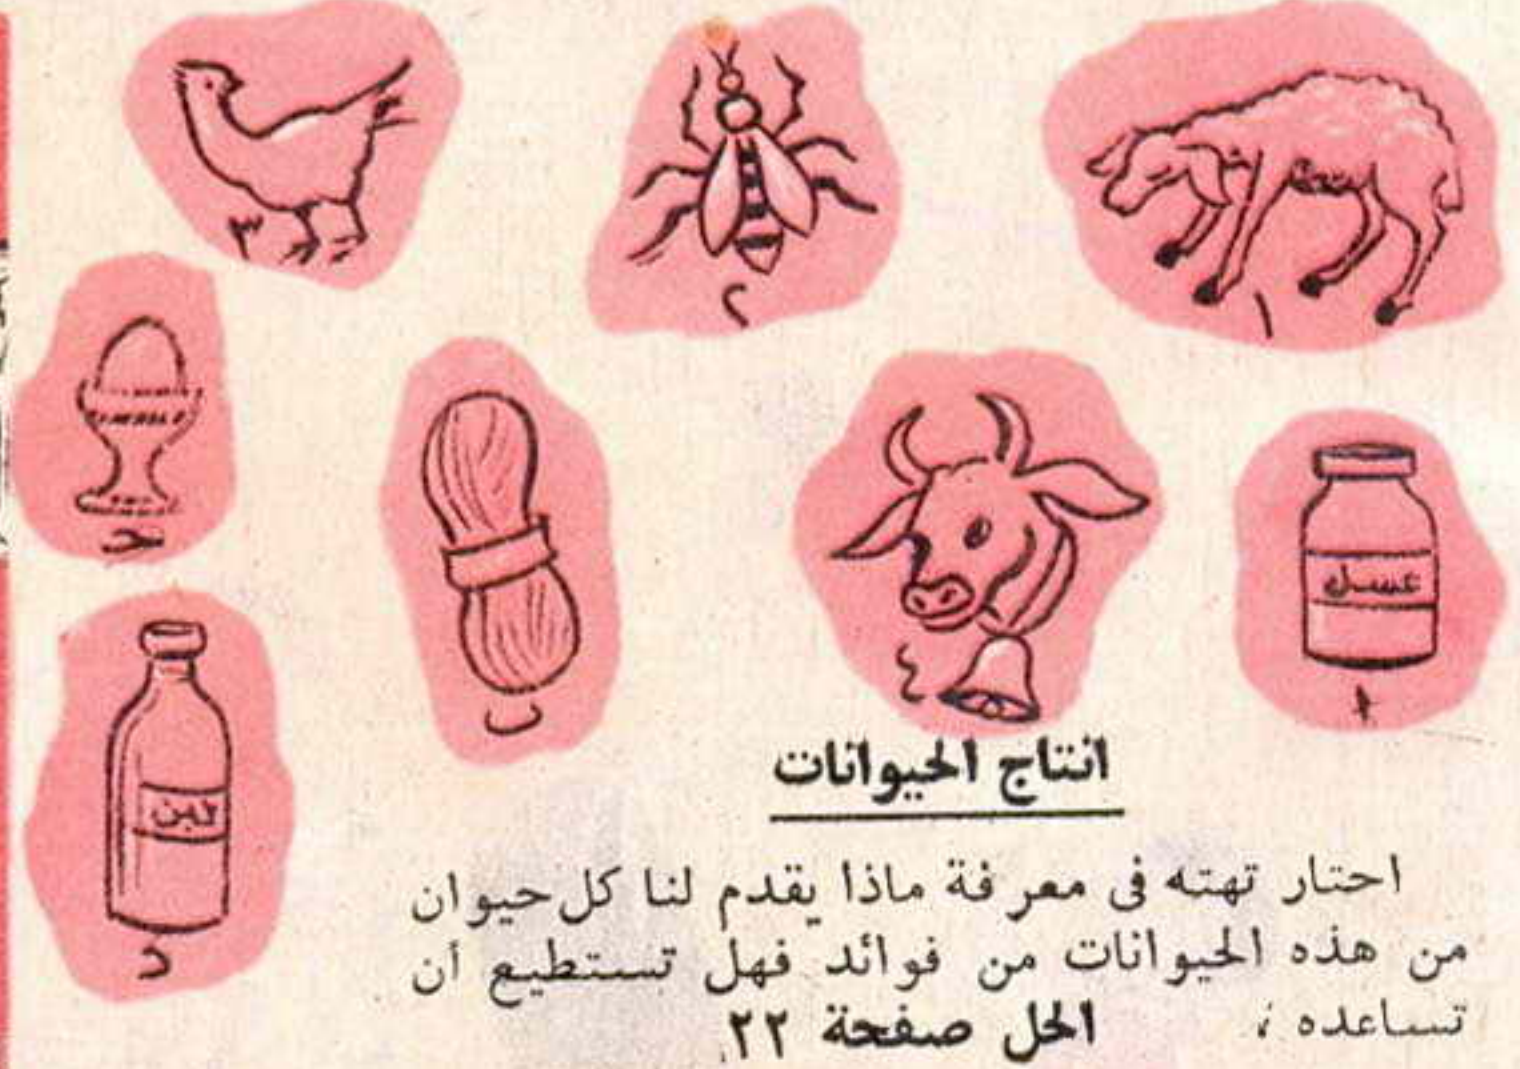 ٣
٢
١
ح
ب
٤
عسل
أ
لبن
د
انتاج الحيوانات
احتار تهته فى معرفة ماذا يقدم لنا كل حيوان
من هذه الحيوانات من فوائد فهل تستطيع أن
تساعده ؛
الحل صفحة ٢٢